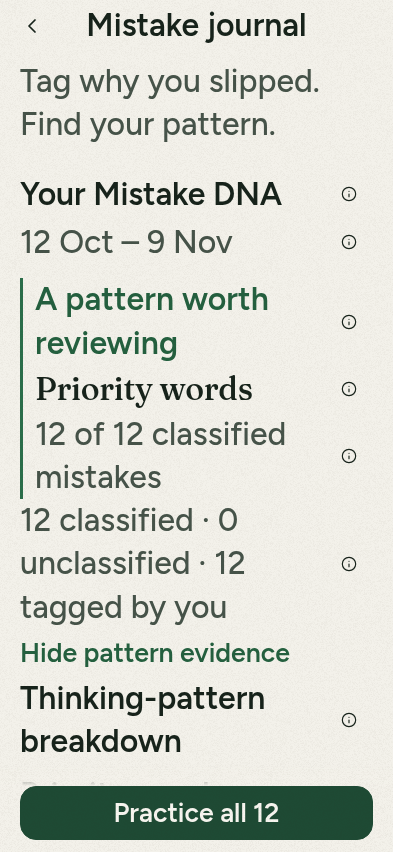 Mistake journal
Tag why you slipped.
Find your pattern.
Your Mistake DNA
12 Oct – 9 Nov
A pattern worth
reviewing
Priority words
12 of 12 classified
mistakes
12 classified · 0
unclassified · 12
tagged by you
Hide pattern evidence
Thinking-pattern
breakdown
Practice all 12